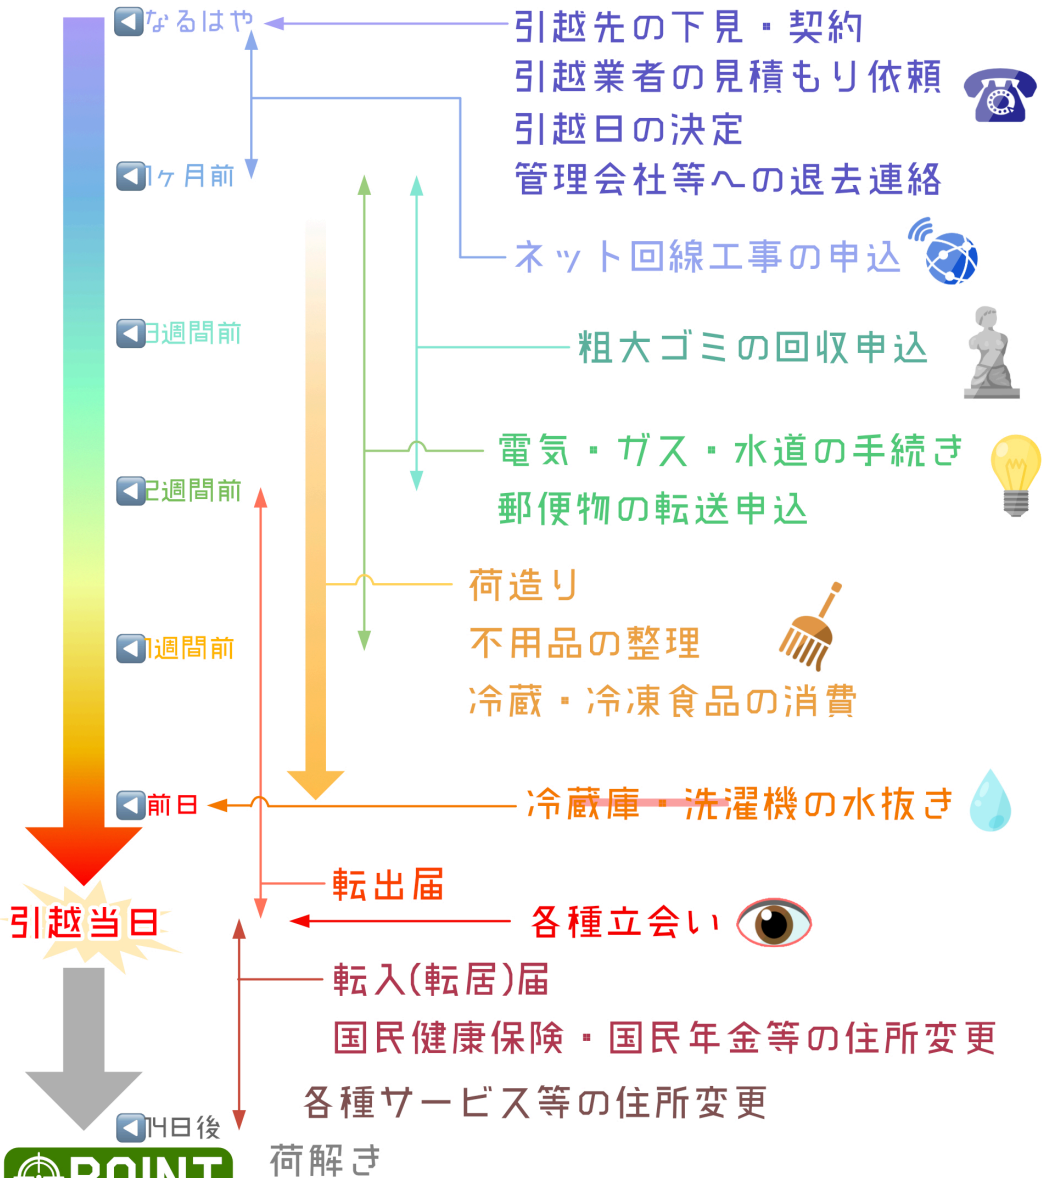 なるはや
引越先の下見・契約
引越業者の見積もり依頼
引越日の決定
管理会社等への退去連絡
1ヶ月前
ネット回線工事の申込
3週間前
粗大ゴミの回収申込
電気・ガス・水道の手続き
2週間前
郵便物の転送申込
荷造り
不用品の整理
1週間前
冷蔵・冷凍食品の消費
前日
冷蔵庫・洗濯機の水抜き
転出届
引越当日
各種立会い
転入(転居)届
国民健康保険・国民年金等の住所変更
各種サービス等の住所変更
14日後
荷解き
POINT